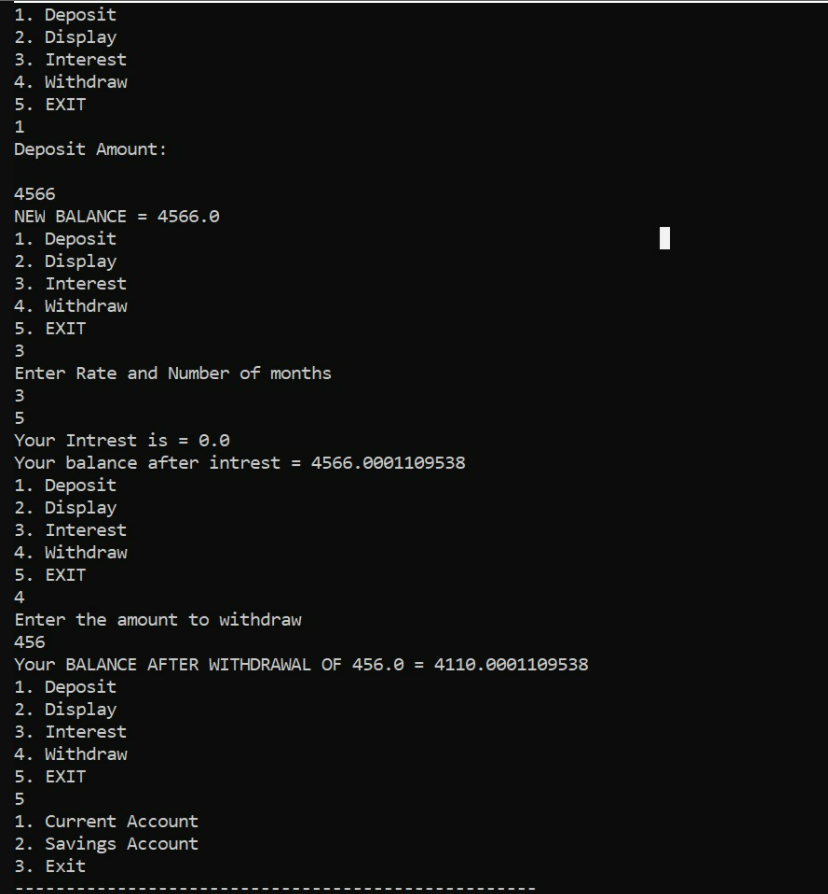 1. Deposit
2. Display
3. Interest
4. Withdraw
5. EXIT
1
Deposit Amount:
4566
NEW BALANCE = 4566.0
1. Deposit
2. Display
3. Interest
4. Withdraw
5. EXIT
3
Enter Rate and Number of months
3
5
Your Intrest is = 0.0
Your balance after intrest = 4566.0001109538
1. Deposit
2. Display
3. Interest
4. Withdraw
5. EXIT
4
Enter the amount to withdraw
456
Your BALANCE AFTER WITHDRAWAL OF 456.0 = 4110.0001109538
1. Deposit
2. Display
3. Interest
4. Withdraw
5. EXIT
5
1. Current Account
2. Savings Account
3. Exit
---------------------------------------------------